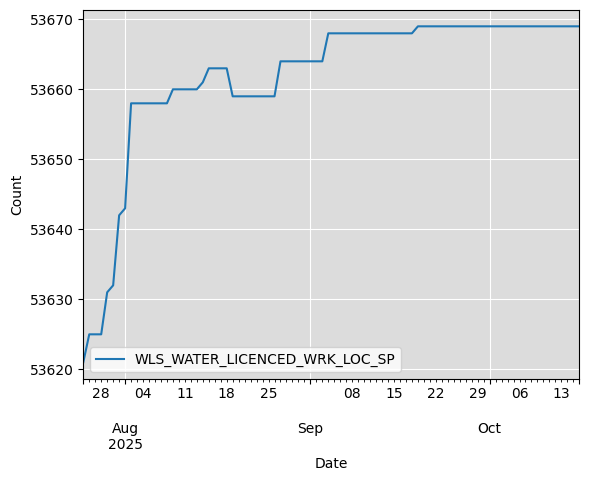 53670
53660
53650
53640
53630
53620
Count
WLS_WATER_LICENCED_WRK_LOC_SP
28 04 11 18 25 08 15 22 29 06 13
Aug Sep Oct
2025
Date